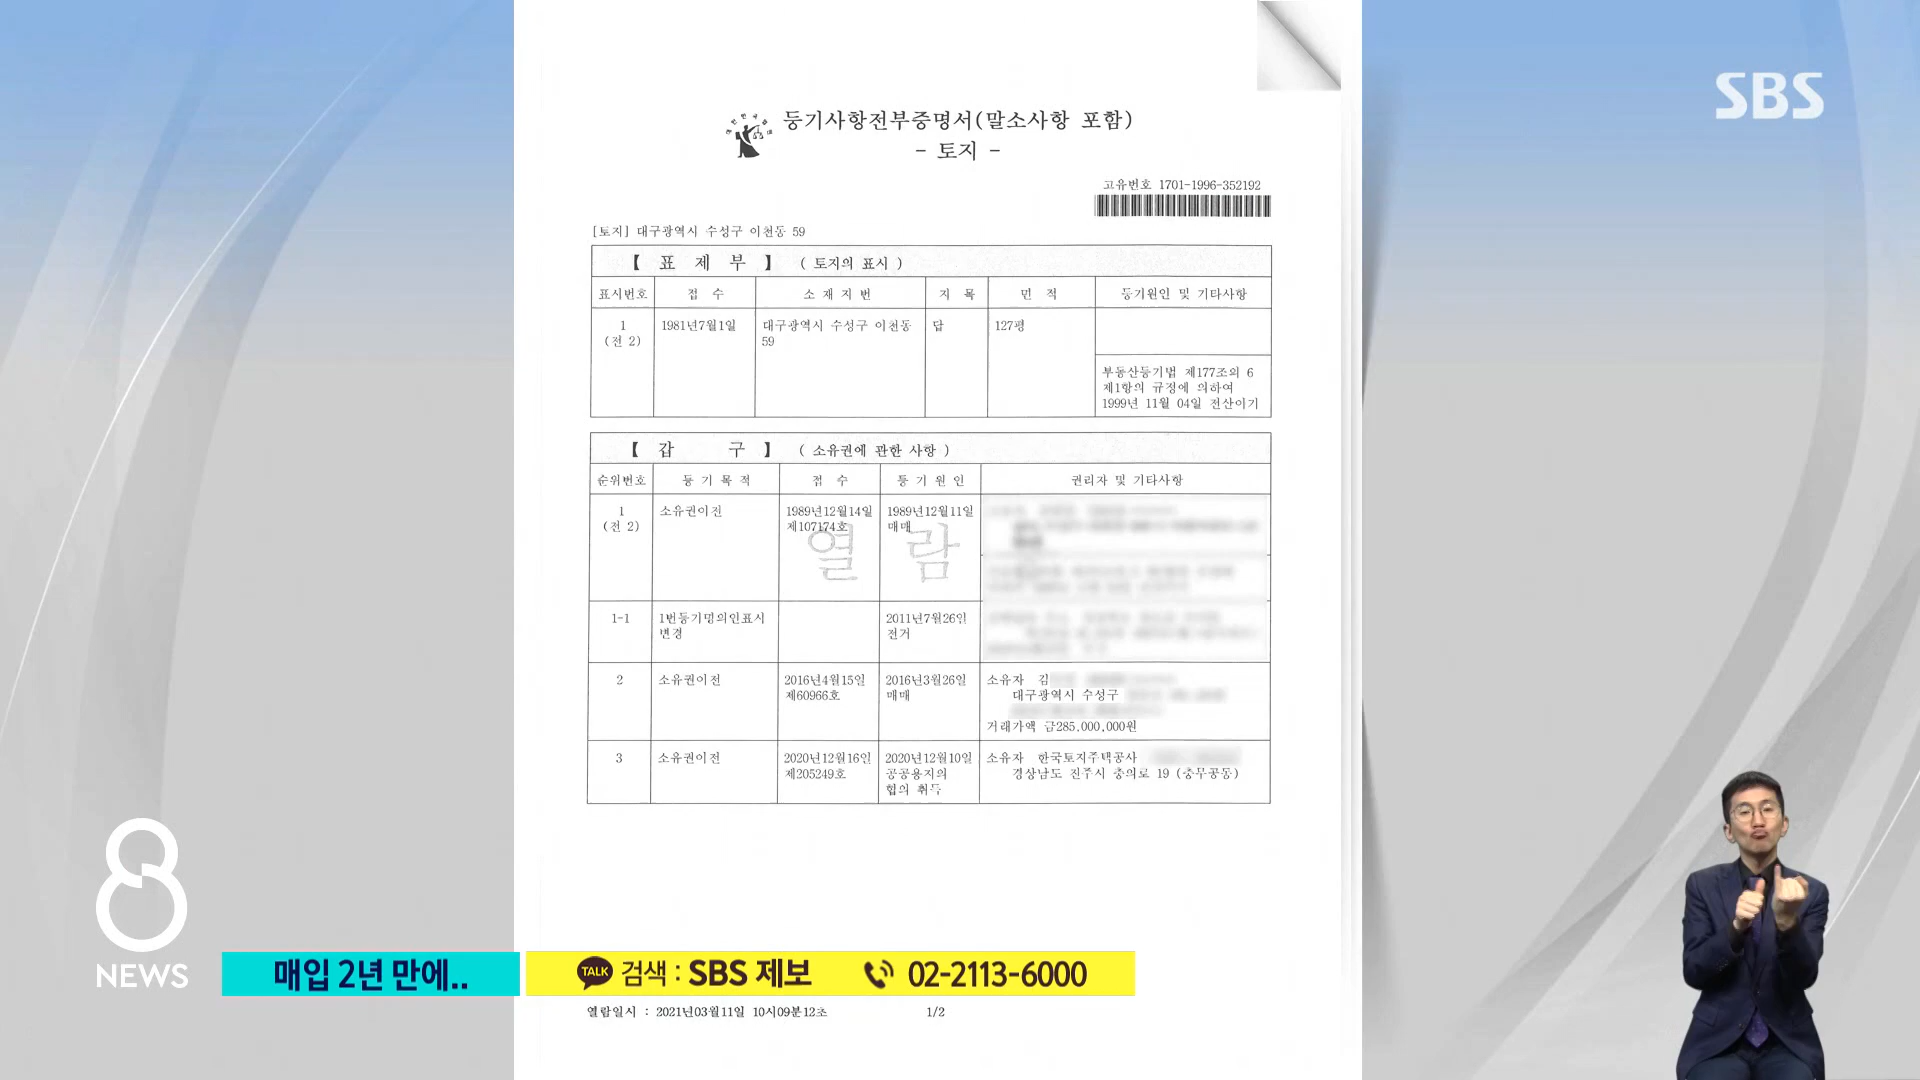 SBS
등기사항전부증명서(말소사항 포함)
- 토지 -
고유번호 1701-1996-352192
[토지] 대구광역시 수성구 이천동 59
【 표 제 부 】 ( 토지의 표시 )
표시번호 접 수 소 재 지 번 지 목 면 적 등기원인 및 기타사항
1 1981년7월1일 대구광역시 수성구 이천동 답 127평
(전 2) 59
부동산등기법 제177조의 6
제1항의 규정에 의하여
1999년 11월 04일 전산이기
【 갑 구 】 ( 소유권에 관한 사항 )
순위번호 등 기 목 적 접 수 등 기 원 인 권리자 및 기타사항
1 소유권이전 1989년12월14일 1989년12월11일
(전 2) 제107174호 매매
열 람
1-1 1번등기명의인표시 2011년7월26일
변경 전거
2 소유권이전 2016년4월15일 2016년3월26일 소유자 김
제60966호 매매 대구광역시 수성구
거래가액 금285,000,000원
3 소유권이전 2020년12월16일 2020년12월10일 소유자 한국토지주택공사
제205249호 공공용지의 경상남도 진주시 충의로 19 (충무공동)
협의 취득
8
NEWS
매입 2년 만에..
TALK 검색 : SBS 제보 02-2113-6000
열람일시 : 2021년03월11일 10시09분12초 1/2